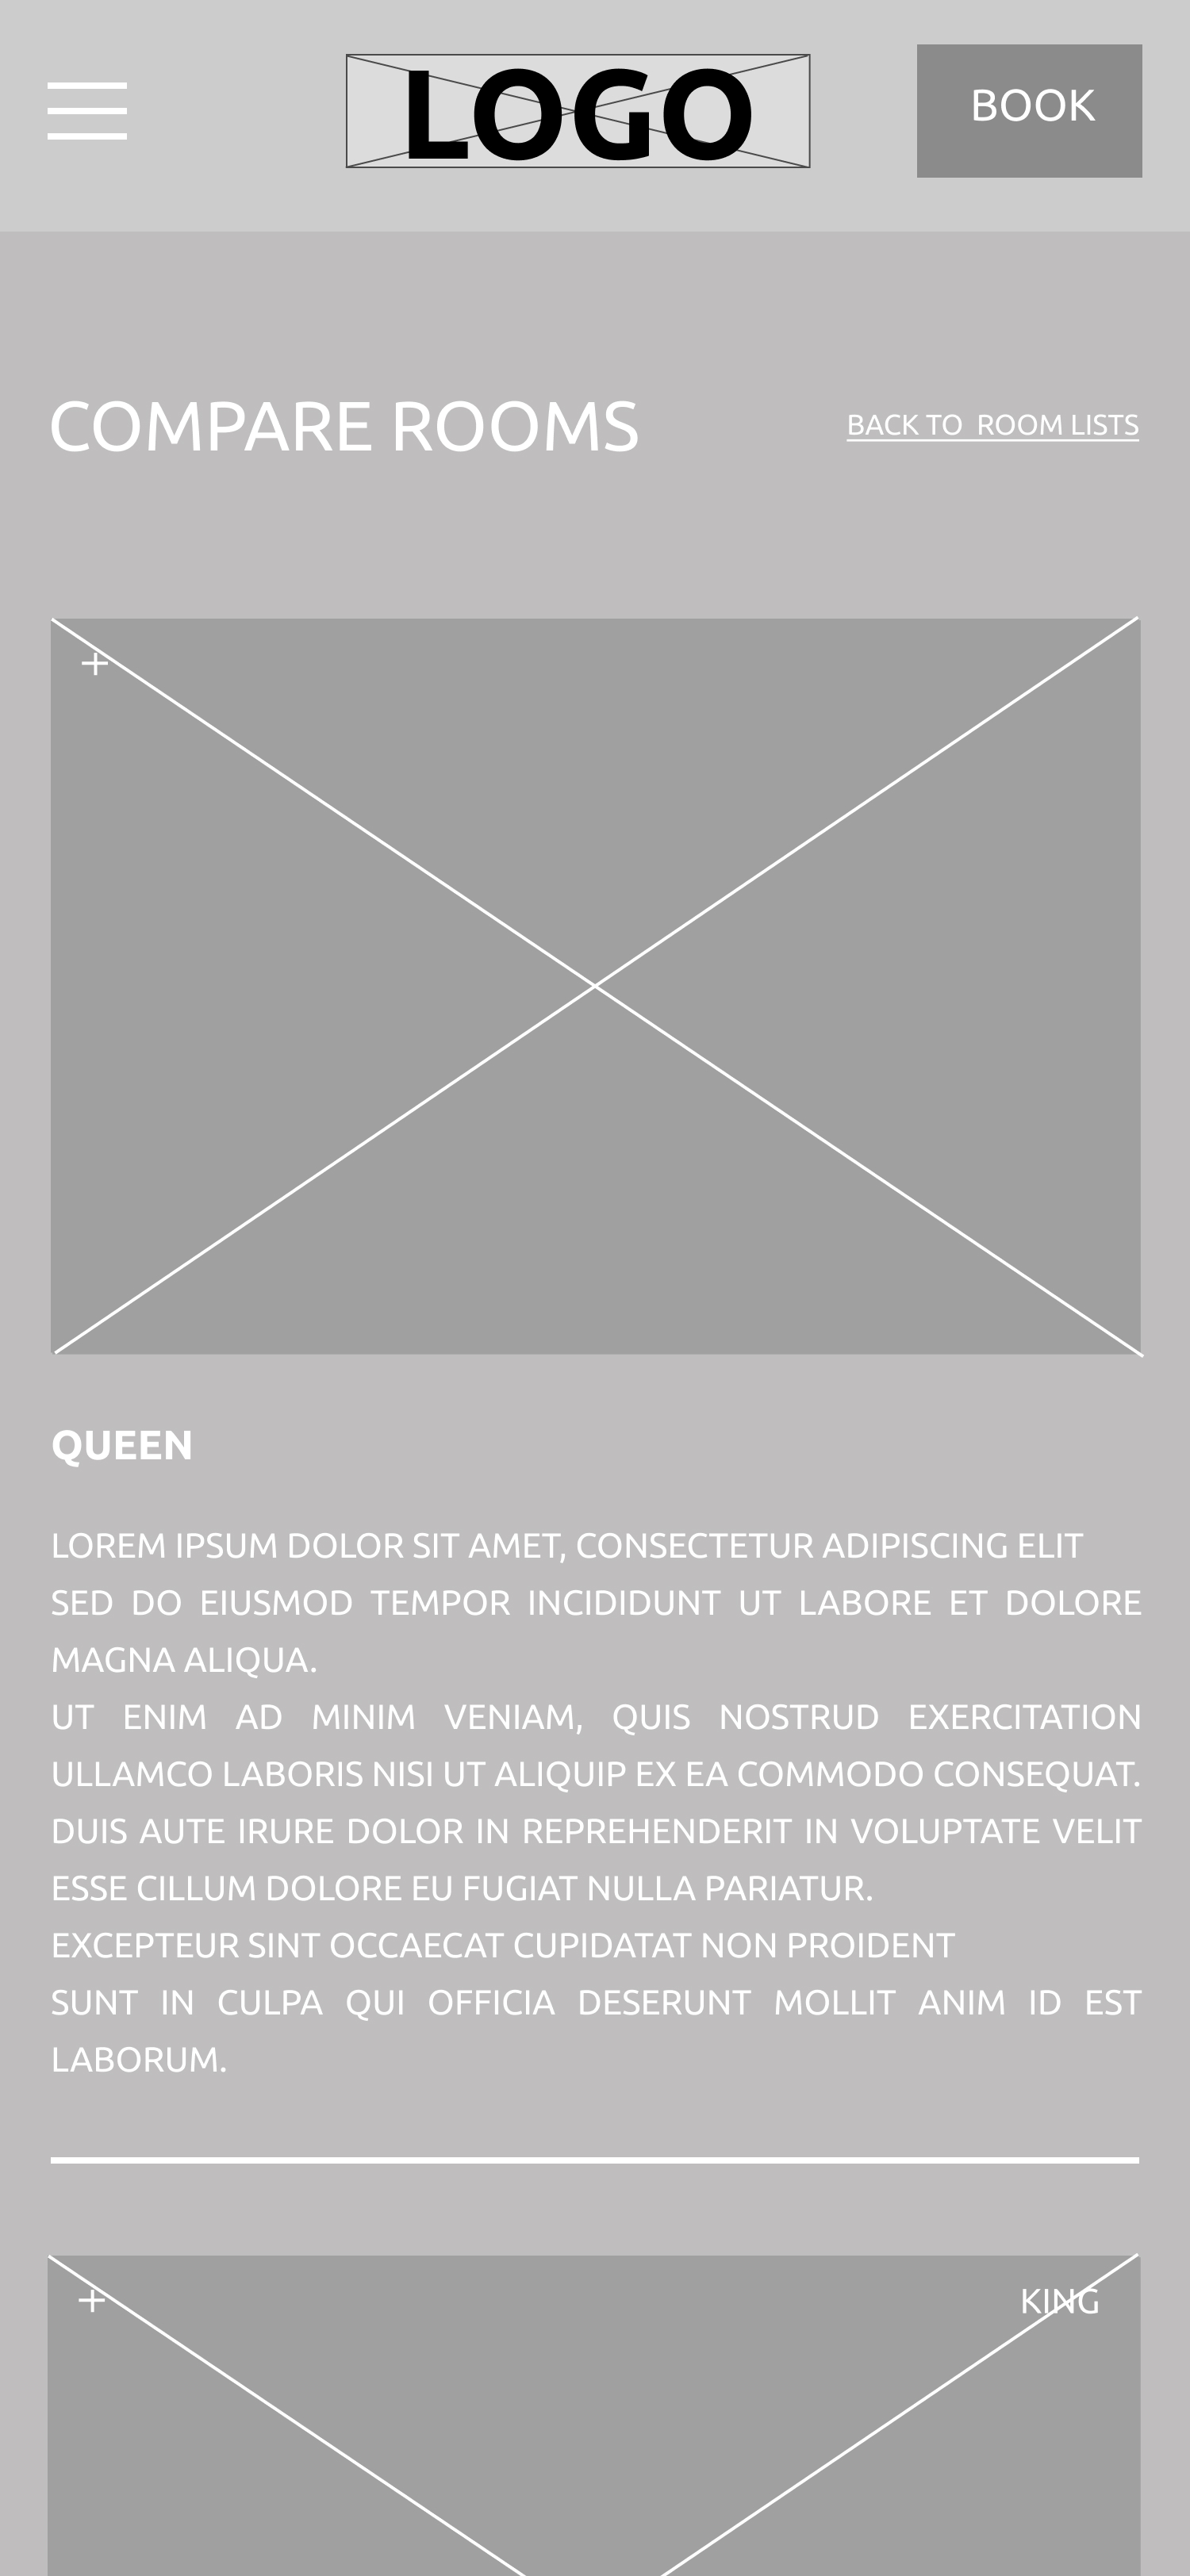 LOGO
BOOK
COMPARE ROOMS
BACK TO  ROOM LISTS
+
QUEEN
LOREM IPSUM DOLOR SIT AMET, CONSECTETUR ADIPISCING ELIT
SED DO EIUSMOD TEMPOR INCIDIDUNT UT LABORE ET DOLORE
MAGNA ALIQUA.
UT ENIM AD MINIM VENIAM, QUIS NOSTRUD EXERCITATION
ULLAMCO LABORIS NISI UT ALIQUIP EX EA COMMODO CONSEQUAT.
DUIS AUTE IRURE DOLOR IN REPREHENDERIT IN VOLUPTATE VELIT
ESSE CILLUM DOLORE EU FUGIAT NULLA PARIATUR.
EXCEPTEUR SINT OCCAECAT CUPIDATAT NON PROIDENT
SUNT IN CULPA QUI OFFICIA DESERUNT MOLLIT ANIM ID EST
LABORUM.
+
KING